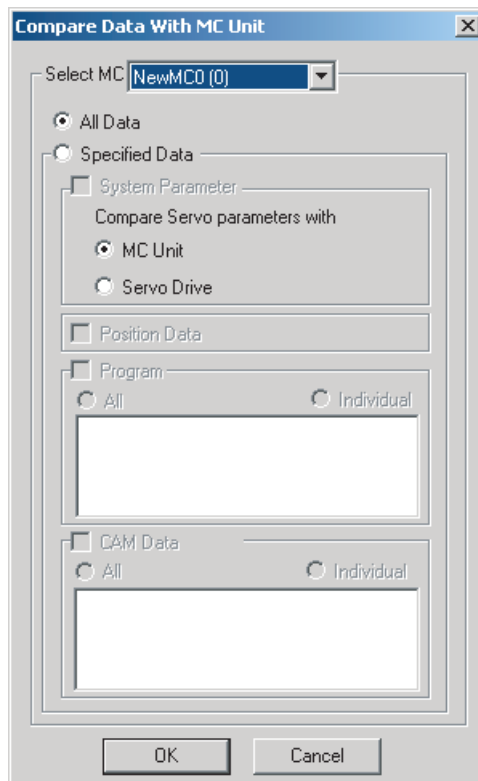 Compare Data With MC Unit
Select MC NewMC0 (0)
All Data
Specified Data
System Parameter
Compare Servo parameters with
MC Unit
Servo Drive
Position Data
Program
All Individual
CAM Data
All Individual
OK Cancel